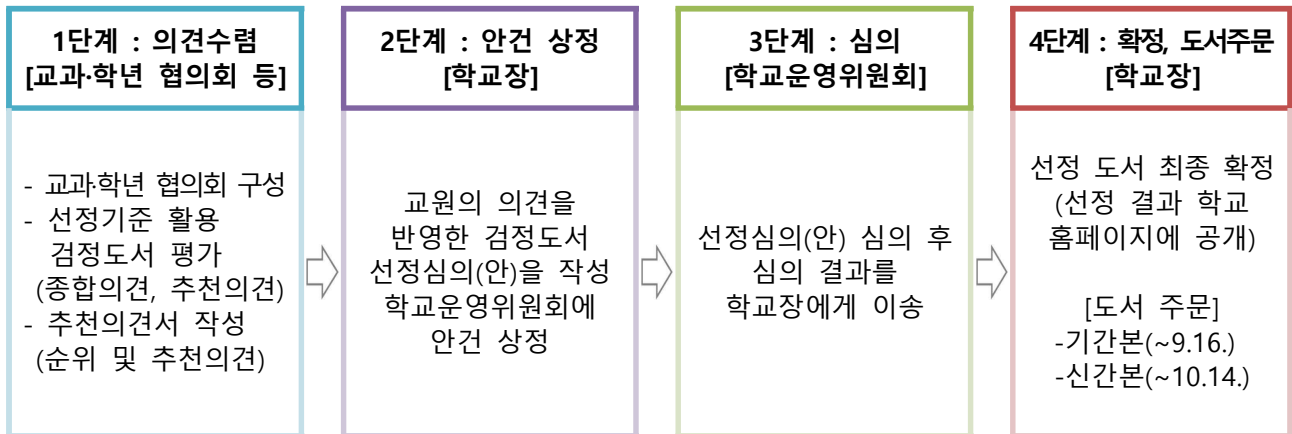 1단계 : 의견수렴
[교과·학년 협의회 등]
- 교과·학년 협의회 구성
- 선정기준 활용
검정도서 평가
(종합의견, 추천의견)
- 추천의견서 작성
(순위 및 추천의견)
2단계 : 안건 상정
[학교장]
교원의 의견을
반영한 검정도서
선정심의(안)을 작성
학교운영위원회에
안건 상정
3단계 : 심의
[학교운영위원회]
선정심의(안) 심의 후
심의 결과를
학교장에게 이송
4단계 : 확정, 도서주문
[학교장]
선정 도서 최종 확정
(선정 결과 학교
홈페이지에 공개)
[도서 주문]
-기간본(~9.16.)
-신간본(~10.14.)